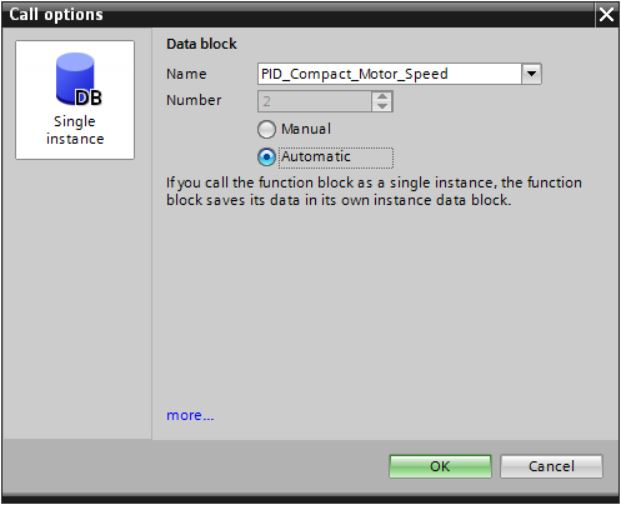 Call options
DB
Single
instance
Data block
Name PID_Compact_Motor_Speed
Number 2
Manual
Automatic
If you call the function block as a single instance, the function
block saves its data in its own instance data block.
more...
OK Cancel